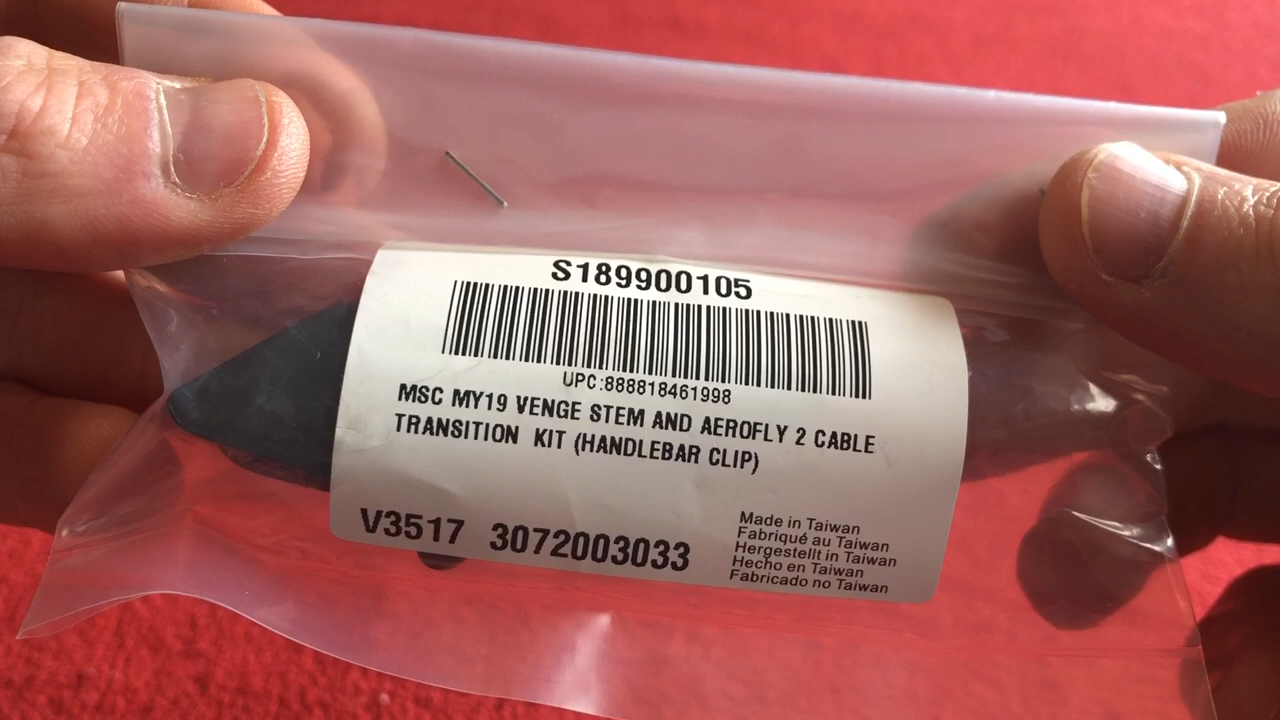 S189900105
UPC:888818461998
MSC MY19 VENGE STEM AND AEROFLY 2 CABLE
TRANSITION KIT (HANDLEBAR CLIP)
V3517 3072003033
Made in Taiwan
Fabriqué au Taiwan
Hergestellt in Taiwan
Hecho en Taiwan
Fabricado no Taiwan